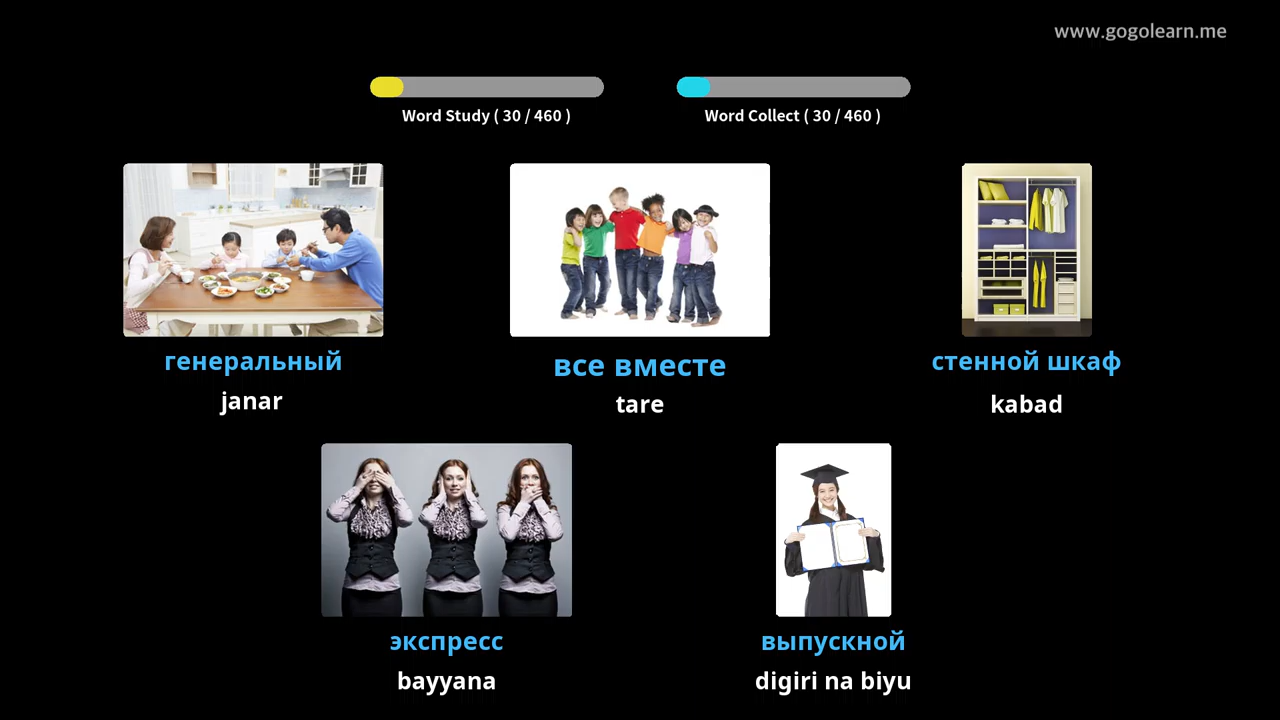 www.gogolearn.me
Word Study ( 30 / 460 )
Word Collect ( 30 / 460 )
генеральный
janar
все вместе
tare
стенной шкаф
kabad
экспресс
bayyana
выпускной
digiri na biyu